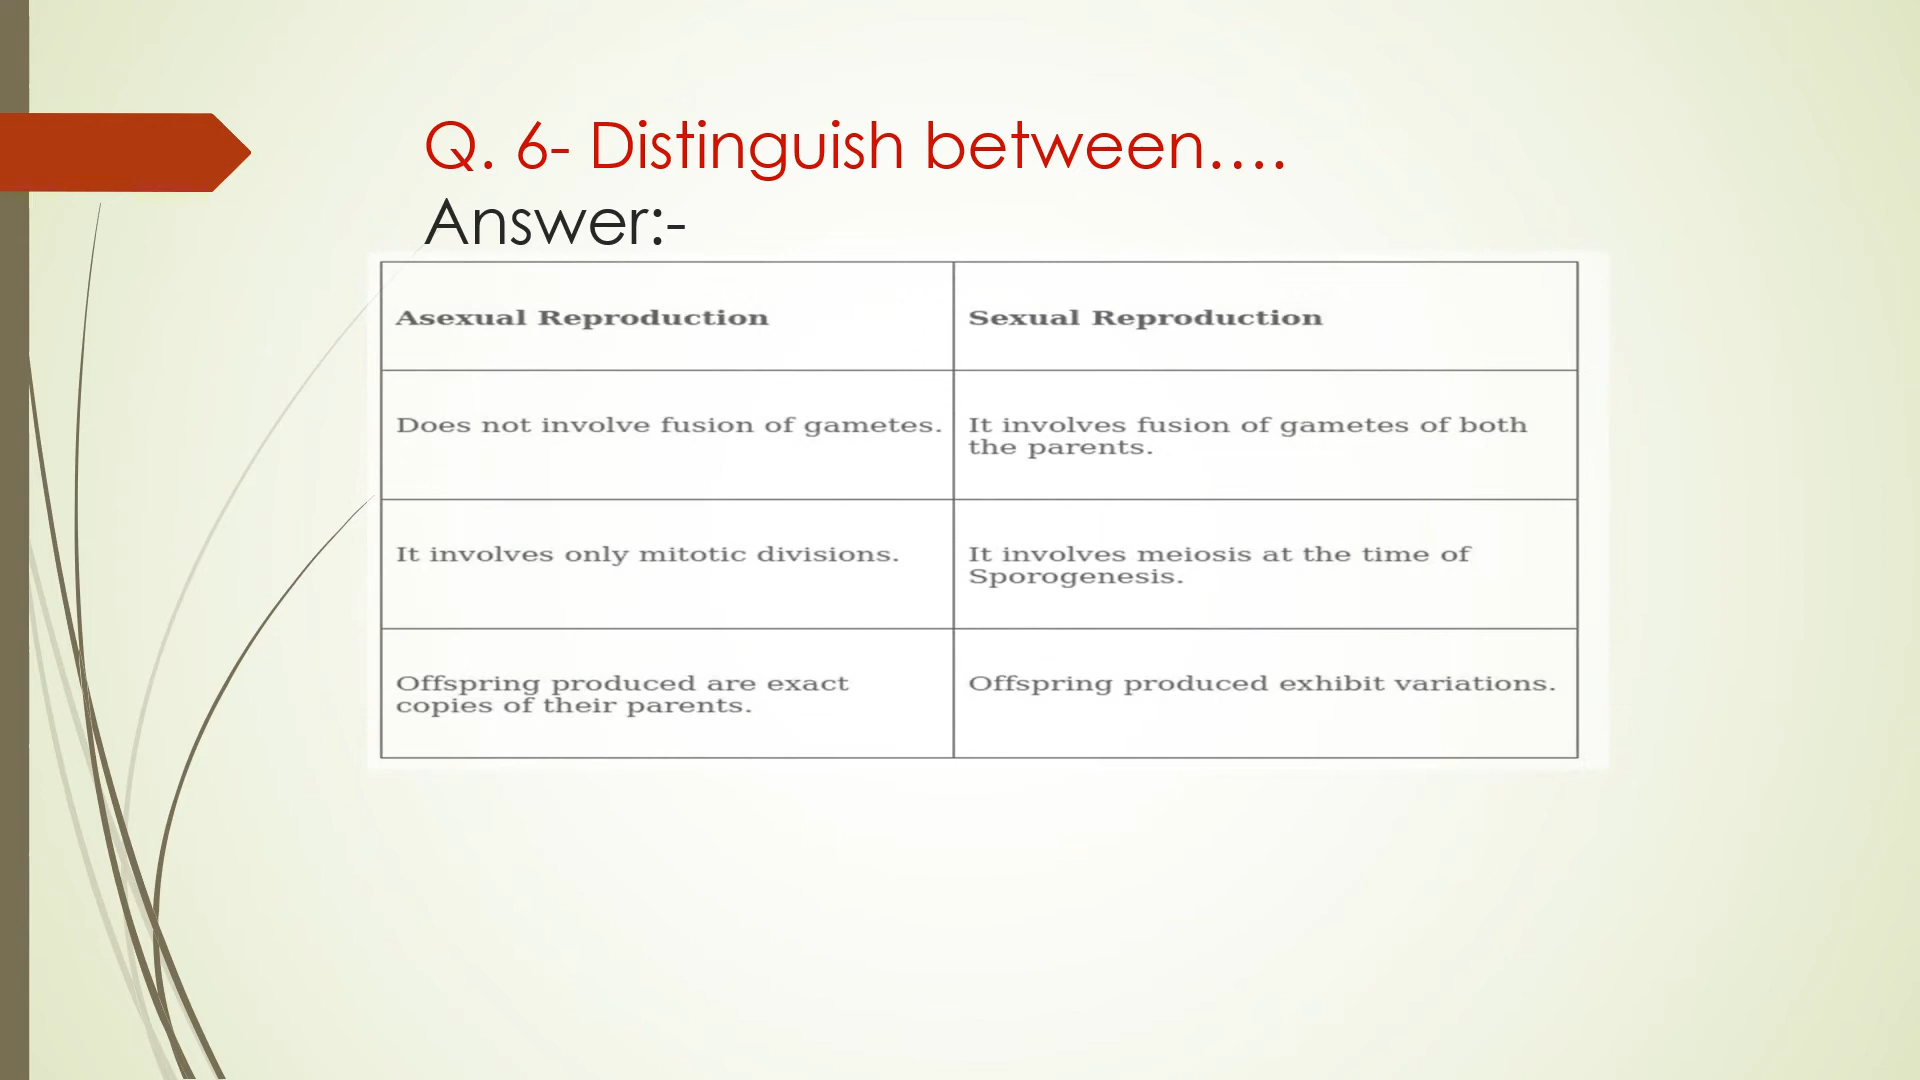 Q. 6- Distinguish between....
Answer:-
Asexual Reproduction
Sexual Reproduction
Does not involve fusion of gametes.
It involves fusion of gametes of both
the parents.
It involves only mitotic divisions.
It involves meiosis at the time of
Sporogenesis.
Offspring produced are exact
copies of their parents.
Offspring produced exhibit variations.